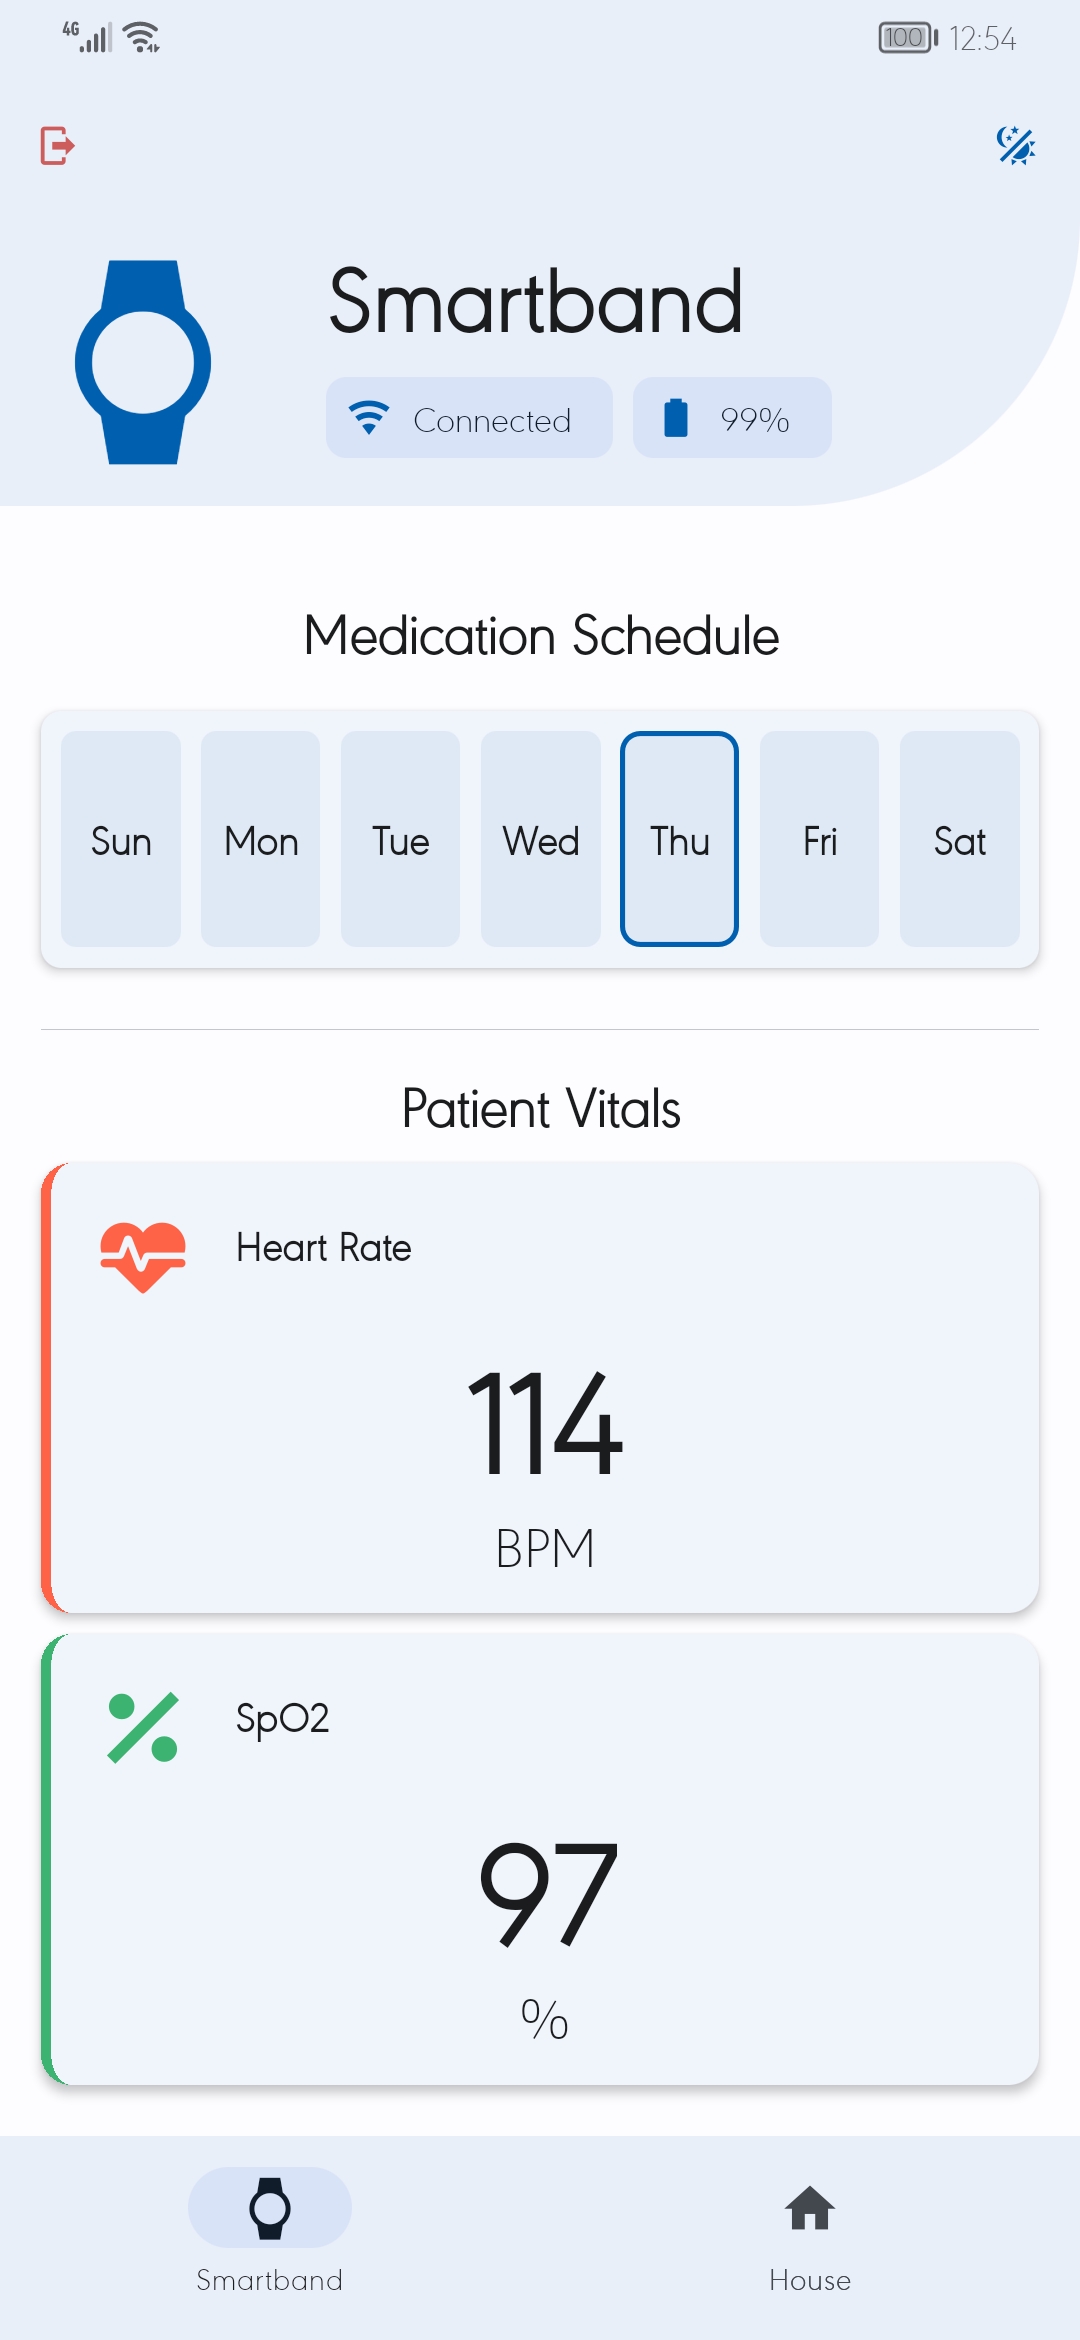 4G 100 12:54
Smartband
Connected 99%
Medication Schedule
Sun Mon Tue Wed Thu Fri Sat
Patient Vitals
Heart Rate
114
BPM
SpO2
97
%
Smartband House